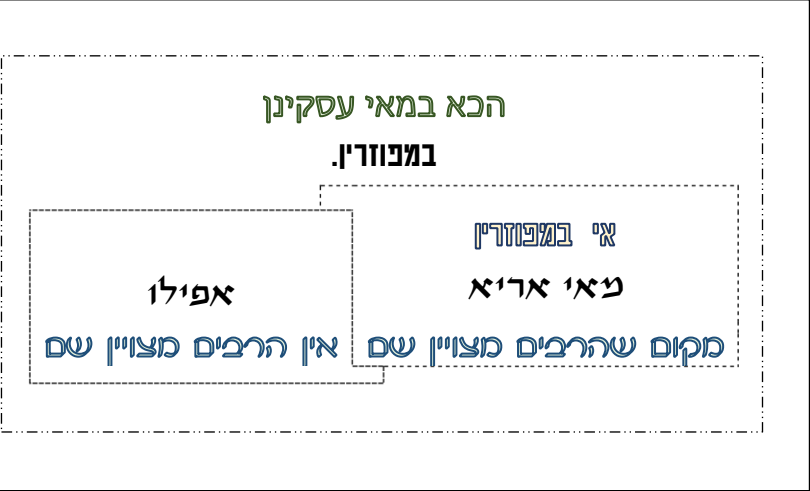 הכא במאי עסקינן
במפוזרין.
אי במפוזרין
מאי אריא
מקום שהרבים מצויין שם
אפילו
אין הרבים מצויין שם